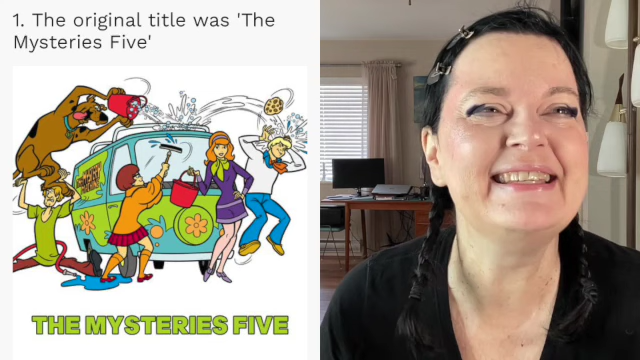 1. The original title was 'The
Mysteries Five'
THE MYSTERIES FIVE